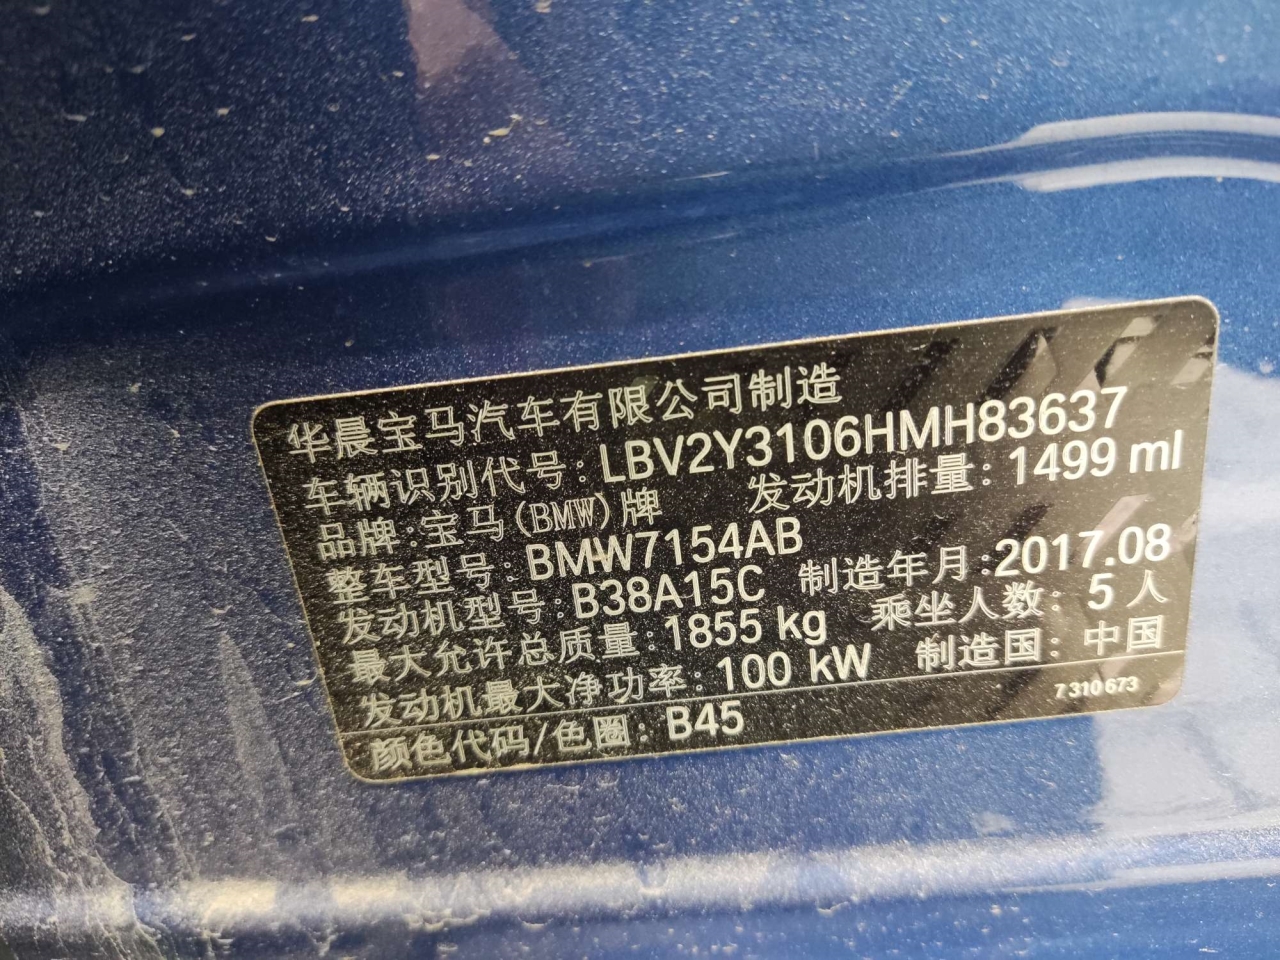 华晨宝马汽车有限公司制造
车辆识别代号: LBV2Y3106HMH83637
品牌:宝马(BMW)牌 发动机排量: 1499 ml
整车型号: BMW7154AB
发动机型号: B38A15C 制造年月:2017.08
最大允许总质量:1855 kg 乘坐人数: 5 人
发动机最大净功率: 100 kW 制造国: 中国
7310673
颜色代码/色圈: B45